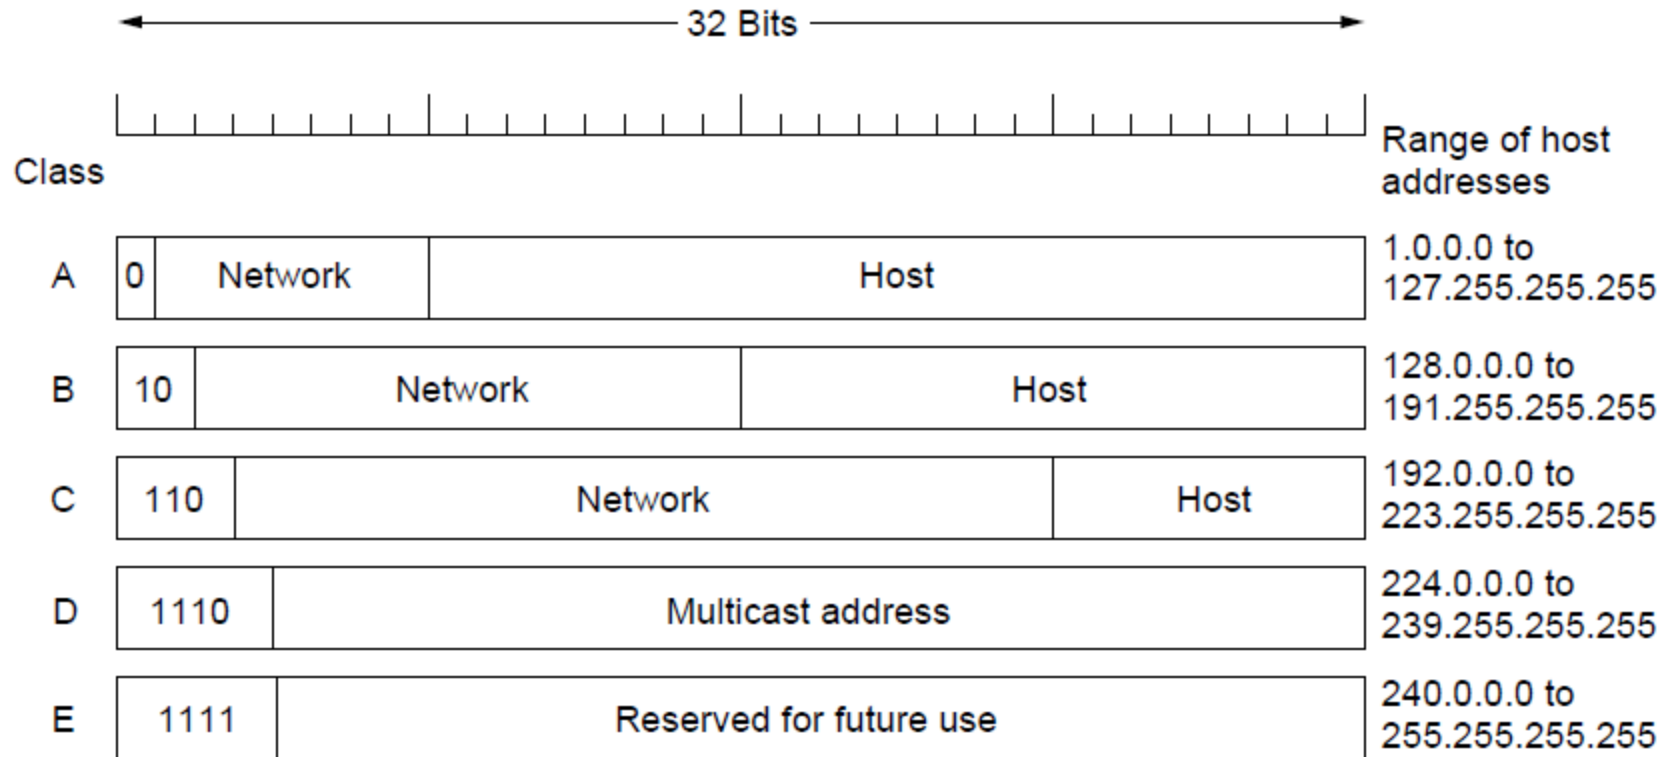 32 Bits
Class
Range of host
addresses
A
0
Network
Host
1.0.0.0 to
127.255.255.255
B
10
Network
Host
128.0.0.0 to
191.255.255.255
C
110
Network
Host
192.0.0.0 to
223.255.255.255
D
1110
Multicast address
224.0.0.0 to
239.255.255.255
E
1111
Reserved for future use
240.0.0.0 to
255.255.255.255